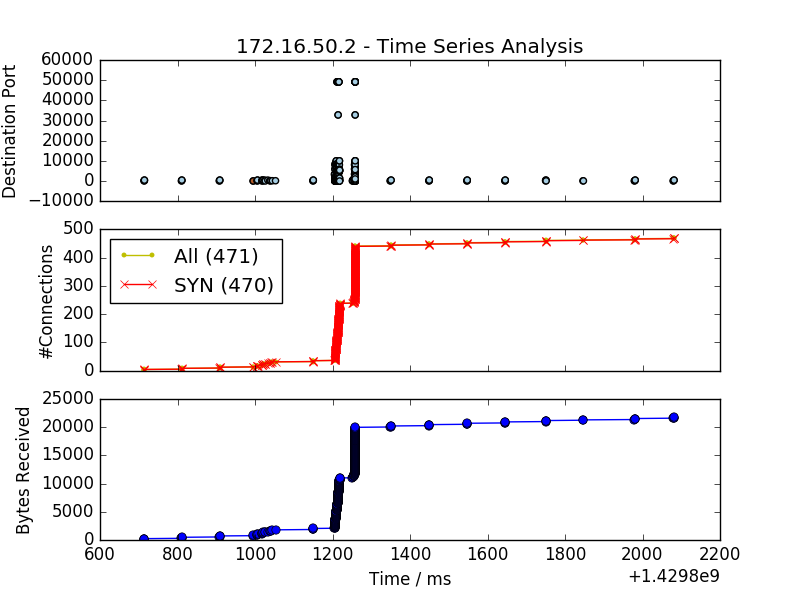 172.16.50.2 - Time Series Analysis
Destination Port
60000
50000
40000
30000
20000
10000
0
−10000
#Connections
500
400
300
200
100
0
All (471)
SYN (470)
Bytes Received
25000
20000
15000
10000
5000
0
600 800 1000 1200 1400 1600 1800 2000 2200
Time / ms
+1.4298e9